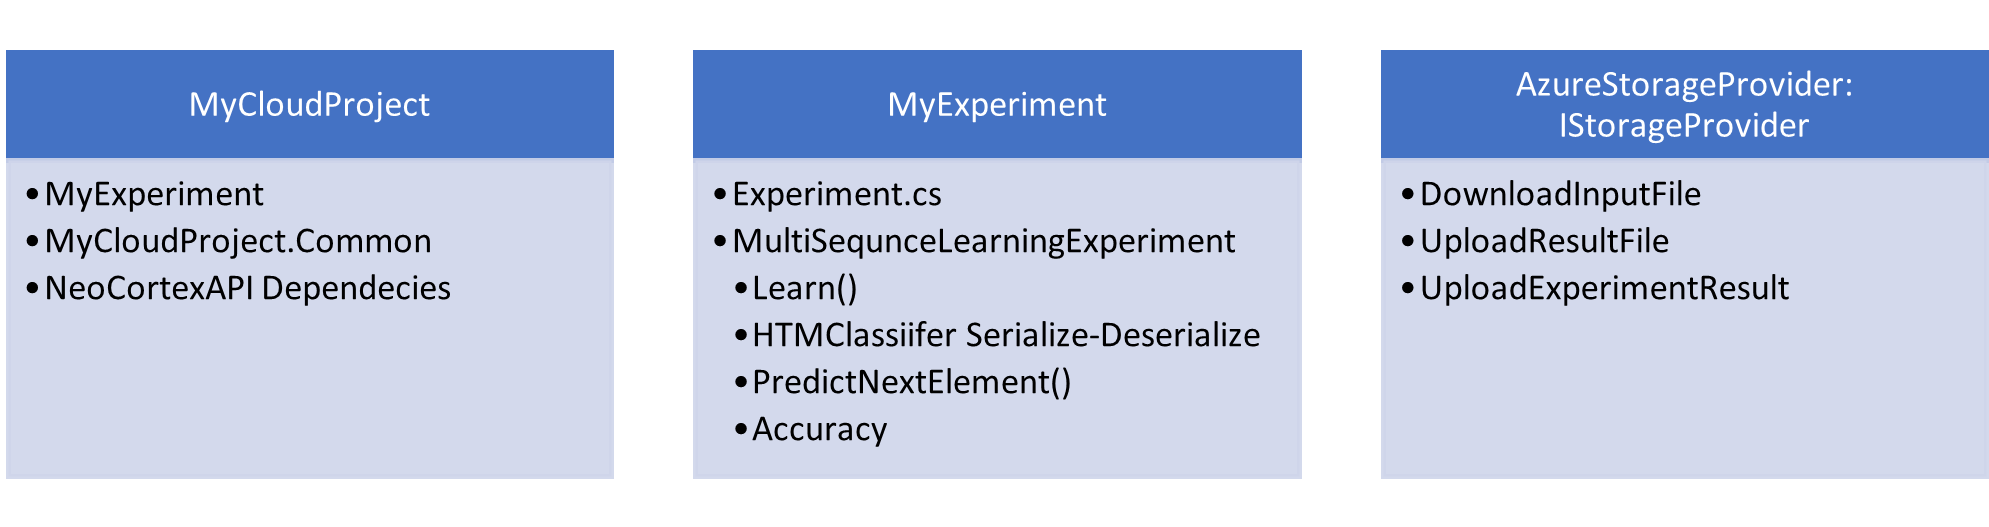 MyCloudProject
•MyExperiment
•MyCloudProject.Common
•NeoCortexAPI Dependecies
MyExperiment
•Experiment.cs
•MultiSequnceLearningExperiment
•Learn()
•HTMClassiifer Serialize-Deserialize
•PredictNextElement()
•Accuracy
AzureStorageProvider:
IStorageProvider
•DownloadInputFile
•UploadResultFile
•UploadExperimentResult